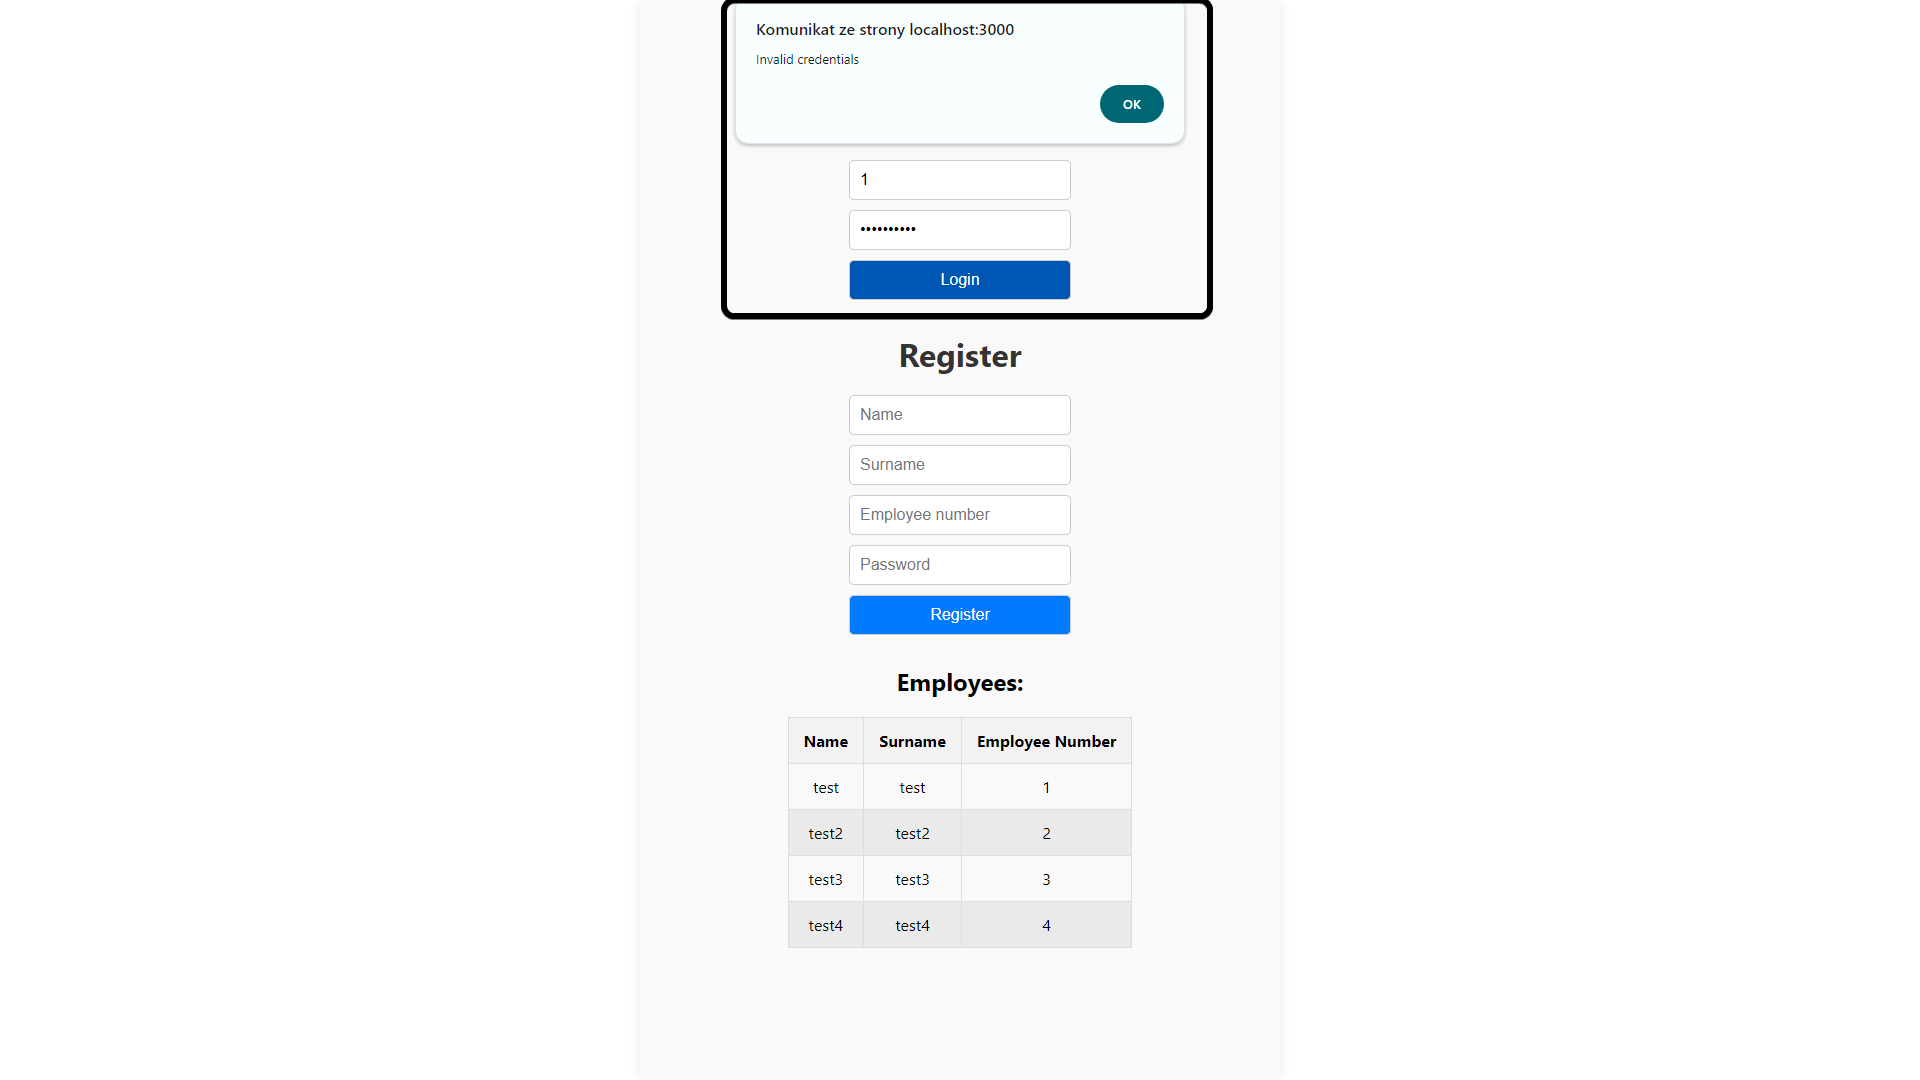 Komunikat ze strony localhost:3000
Invalid credentials
OK
1
••••••••••
Login
Register
Name
Surname
Employee number
Password
Register
Employees:
Name Surname Employee Number
test test 1
test2 test2 2
test3 test3 3
test4 test4 4